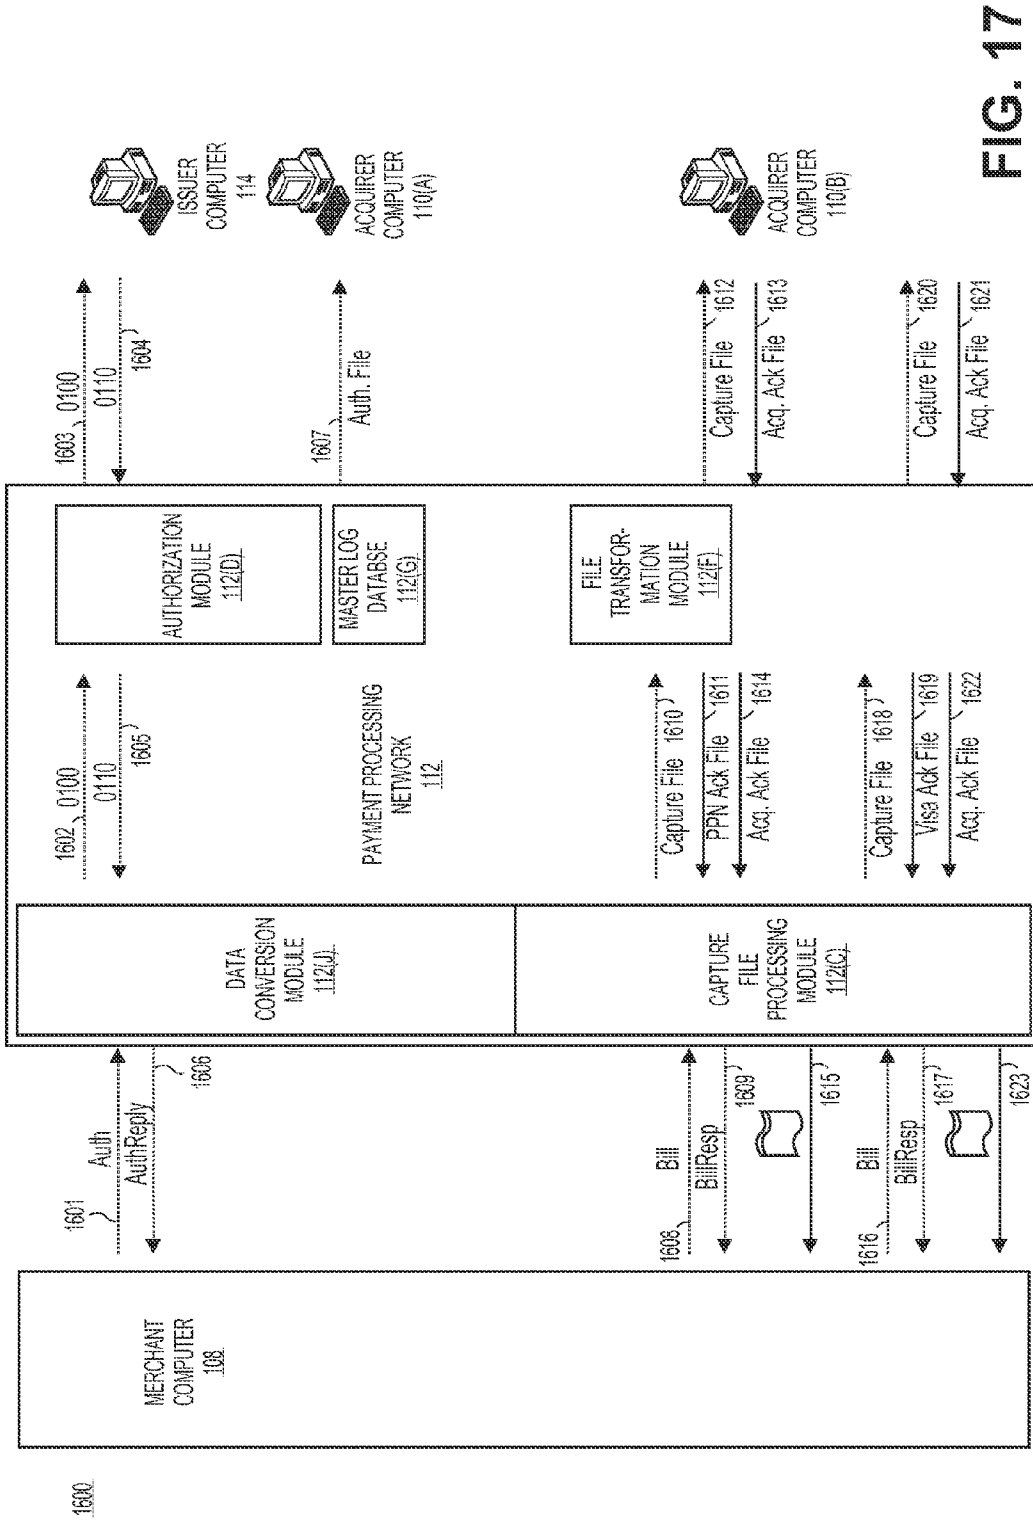 1600
MERCHANT
COMPUTER
108
1601
Auth
AuthReply
1606
1608
Bill
BillResp
1609
1615
1616
Bill
BillResp
1617
1623
DATA
CONVERSION
MODULE
112(J)
CAPTURE
FILE
PROCESSING
MODULE
112(C)
1602
0100
0110
1605
PAYMENT PROCESSING
NETWORK
112
Capture File 1610
PPN Ack File 1611
Acq. Ack File 1614
Capture File 1618
Visa Ack File 1619
Acq. Ack File 1622
AUTHORIZATION
MODULE
112(D)
MASTER LOG
DATABSE
112(G)
FILE
TRANSFOR-
MATION
MODULE
112(F)
1603
0100
0110
1604
1607
Auth. File
Capture File 1612
Acq. Ack File 1613
Capture File 1620
Acq. Ack File 1621
ISSUER
COMPUTER
114
ACQUIRER
COMPUTER
110(A)
ACQUIRER
COMPUTER
110(B)
FIG. 17